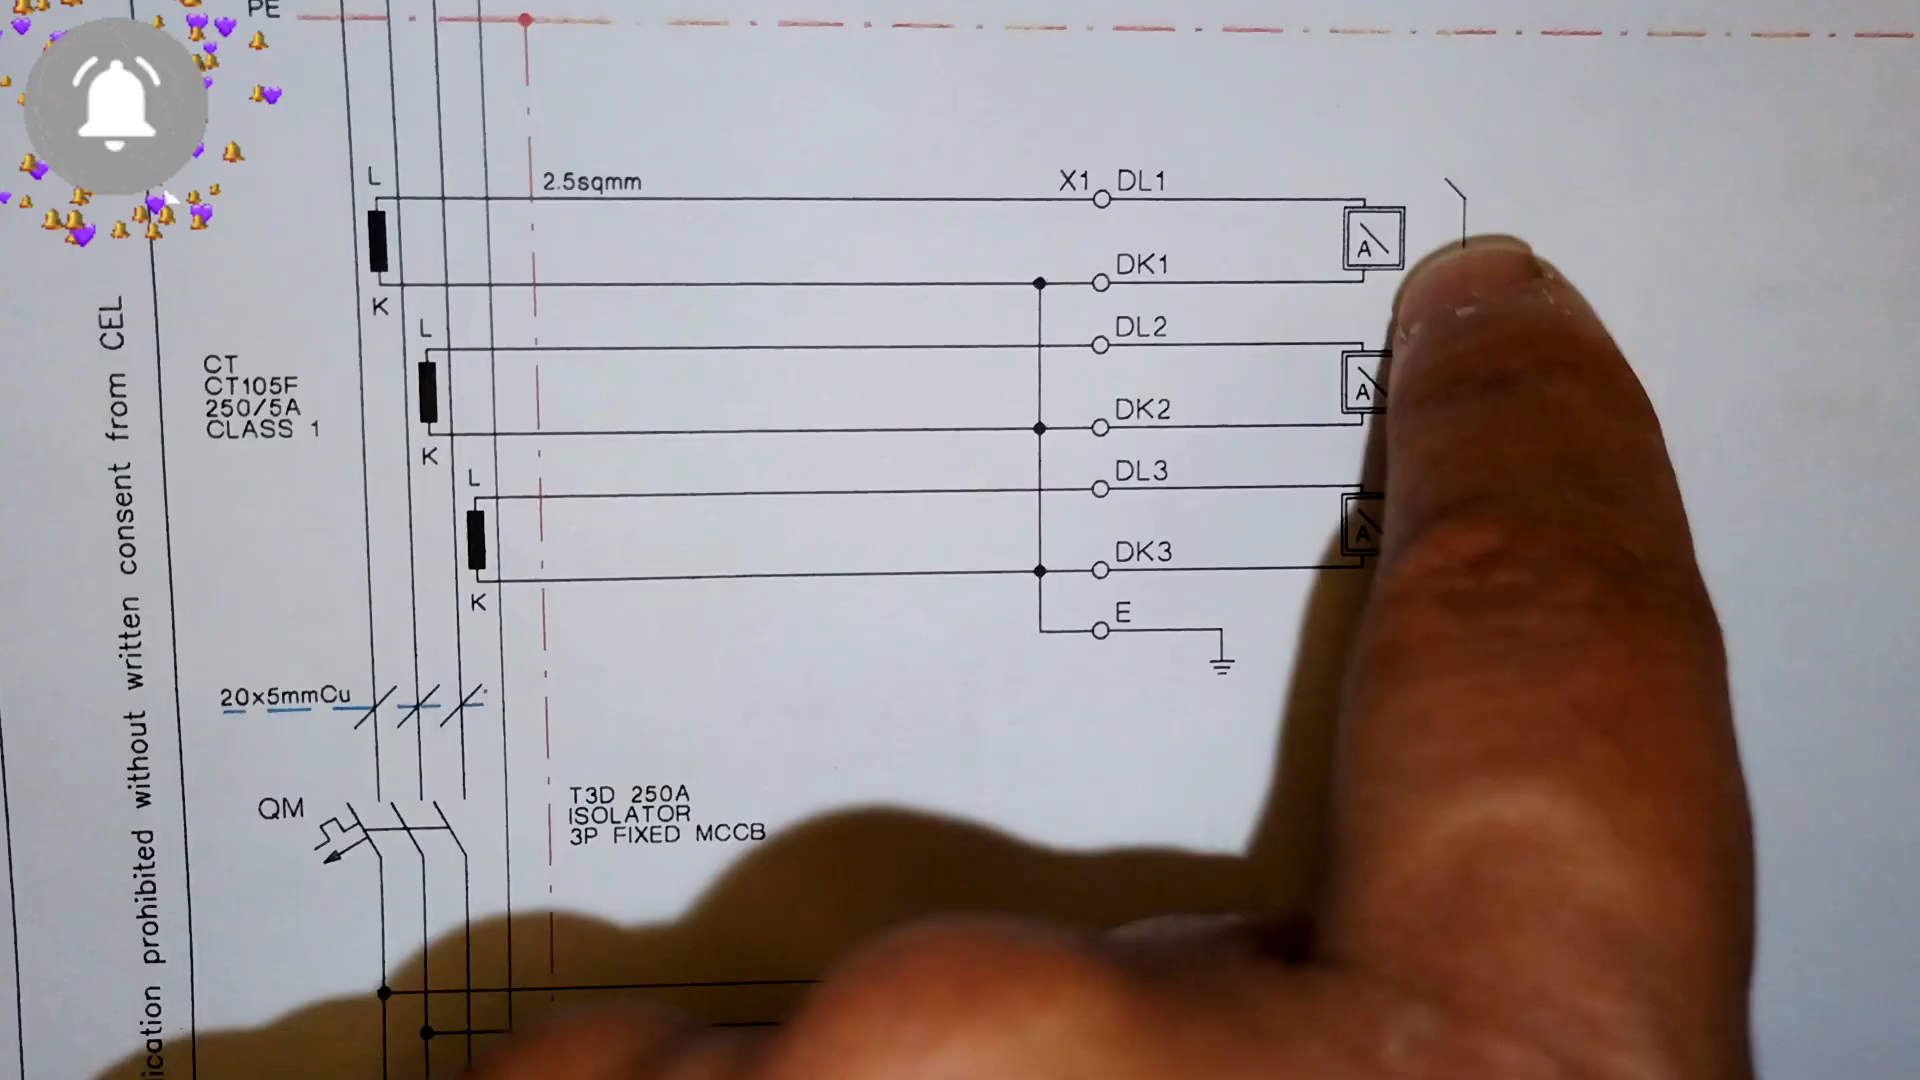 PE
L
2.5sqmm
X1 DL1
A
DK1
K
L
DL2
CT
CT105F
250/5A
CLASS 1
A
DK2
K
L
DL3
A
DK3
K
E
20x5mmCu
QM
T3D 250A
ISOLATOR
3P FIXED MCCB
prohibited without written consent from CEL